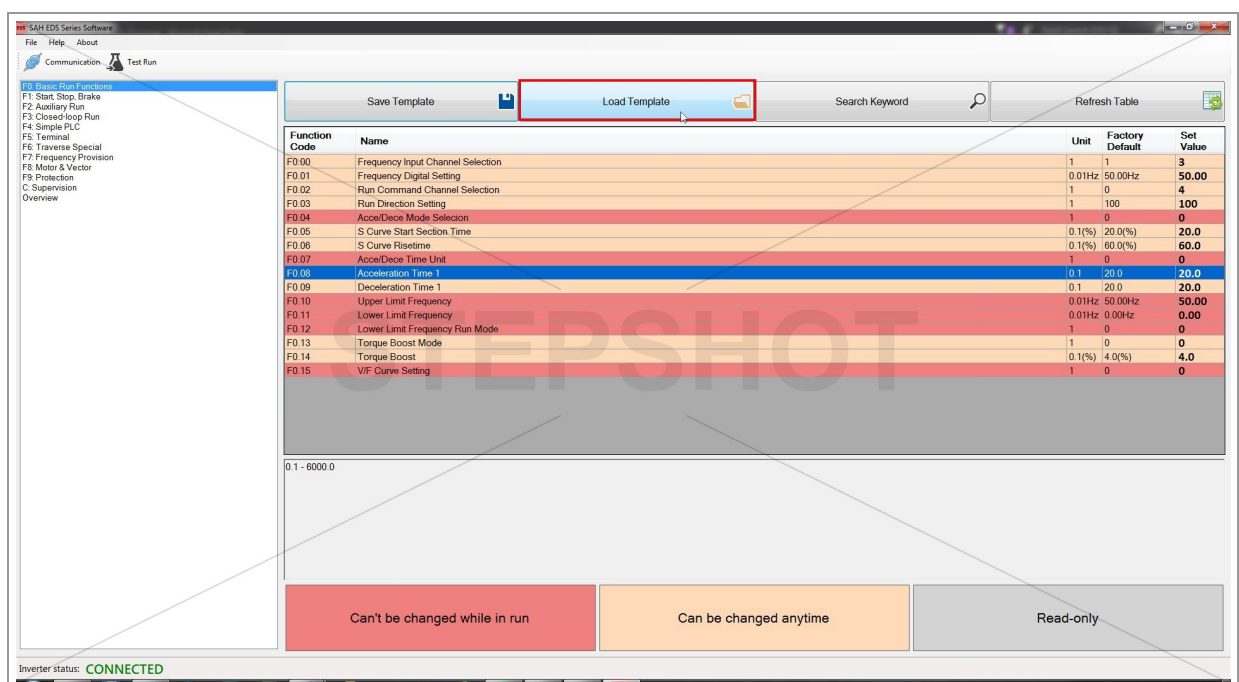 EDS SAH EDS Series Software
File Help About
Communication Test Run
F0: Basic Run Functions
F1: Start, Stop, Brake
F2: Auxiliary Run
F3: Closed-loop Run
F4: Simple PLC
F5: Terminal
F6: Traverse Special
F7: Frequency Provision
F8: Motor & Vector
F9: Protection
C: Supervision
Overview
Save Template Load Template Search Keyword Refresh Table
Function Code Name Unit Factory Default Set Value
F0.00 Frequency Input Channel Selection 1 1 3
F0.01 Frequency Digital Setting 0.01Hz 50.00Hz 50.00
F0.02 Run Command Channel Selection 1 0 4
F0.03 Run Direction Setting 1 100 100
F0.04 Acce/Dece Mode Selecion 1 0 0
F0.05 S Curve Start Section Time 0.1(%) 20.0(%) 20.0
F0.06 S Curve Risetime 0.1(%) 60.0(%) 60.0
F0.07 Acce/Dece Time Unit 1 0 0
F0.08 Acceleration Time 1 0.1 20.0 20.0
F0.09 Deceleration Time 1 0.1 20.0 20.0
F0.10 Upper Limit Frequency 0.01Hz 50.00Hz 50.00
F0.11 Lower Limit Frequency 0.01Hz 0.00Hz 0.00
F0.12 Lower Limit Frequency Run Mode 1 0 0
F0.13 Torque Boost Mode 1 0 0
F0.14 Torque Boost 0.1(%) 4.0(%) 4.0
F0.15 V/F Curve Setting 1 0 0
STEPSHOT
0.1 - 6000.0
Can't be changed while in run Can be changed anytime Read-only
Inverter status: CONNECTED